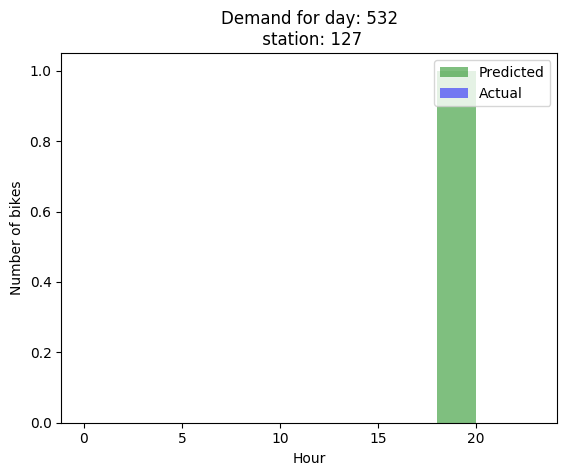 Demand for day: 532
station: 127
Predicted
Actual
1.0
0.8
0.6
0.4
0.2
0.0
Number of bikes
0 5 10 15 20
Hour